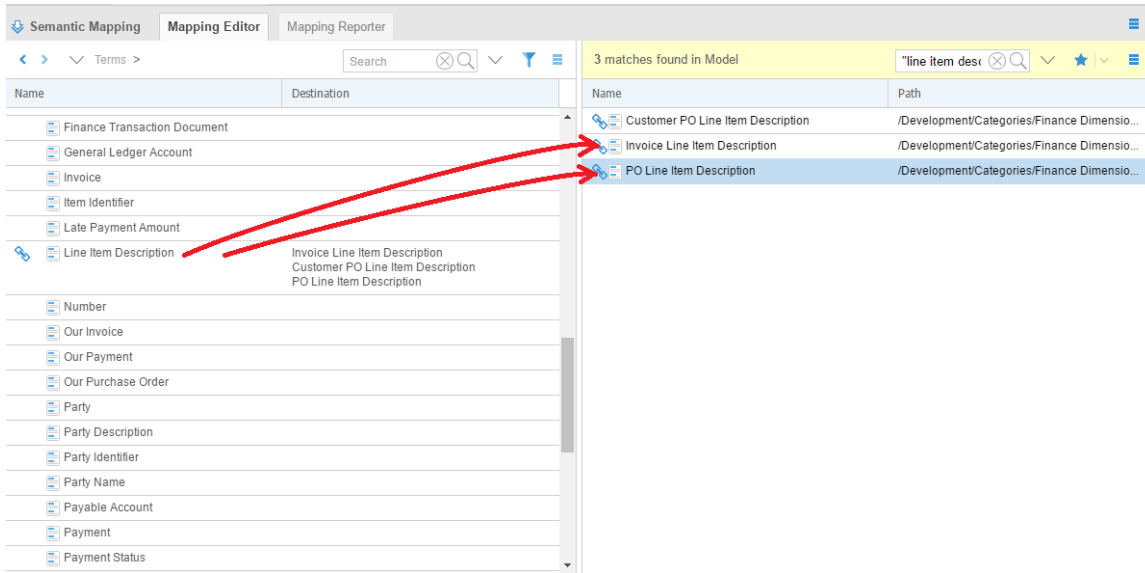 Semantic Mapping Mapping Editor Mapping Reporter
Terms > Search
3 matches found in Model "line item desc
Name Destination
Name Path
Finance Transaction Document
General Ledger Account
Invoice
Item Identifier
Late Payment Amount
Line Item Description
Invoice Line Item Description
Customer PO Line Item Description
PO Line Item Description
Number
Our Invoice
Our Payment
Our Purchase Order
Party
Party Description
Party Identifier
Party Name
Payable Account
Payment
Payment Status
Customer PO Line Item Description /Development/Categories/Finance Dimensio...
Invoice Line Item Description /Development/Categories/Finance Dimensio...
PO Line Item Description /Development/Categories/Finance Dimensio...